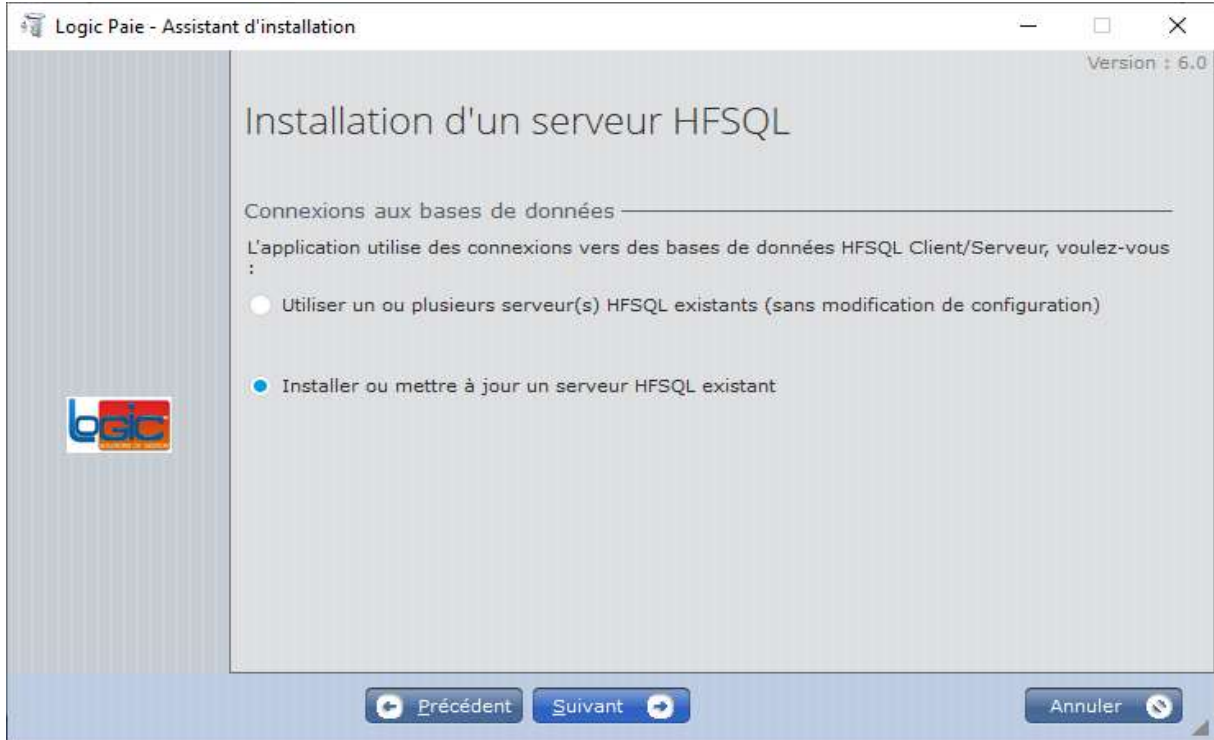 Logic Paie - Assistant d'installation
Version : 6.0
Installation d'un serveur HFSQL
Connexions aux bases de données
L'application utilise des connexions vers des bases de données HFSQL Client/Serveur, voulez-vous
:
Utiliser un ou plusieurs serveur(s) HFSQL existants (sans modification de configuration)
Installer ou mettre à jour un serveur HFSQL existant
Logic
Précédent
Suivant
Annuler